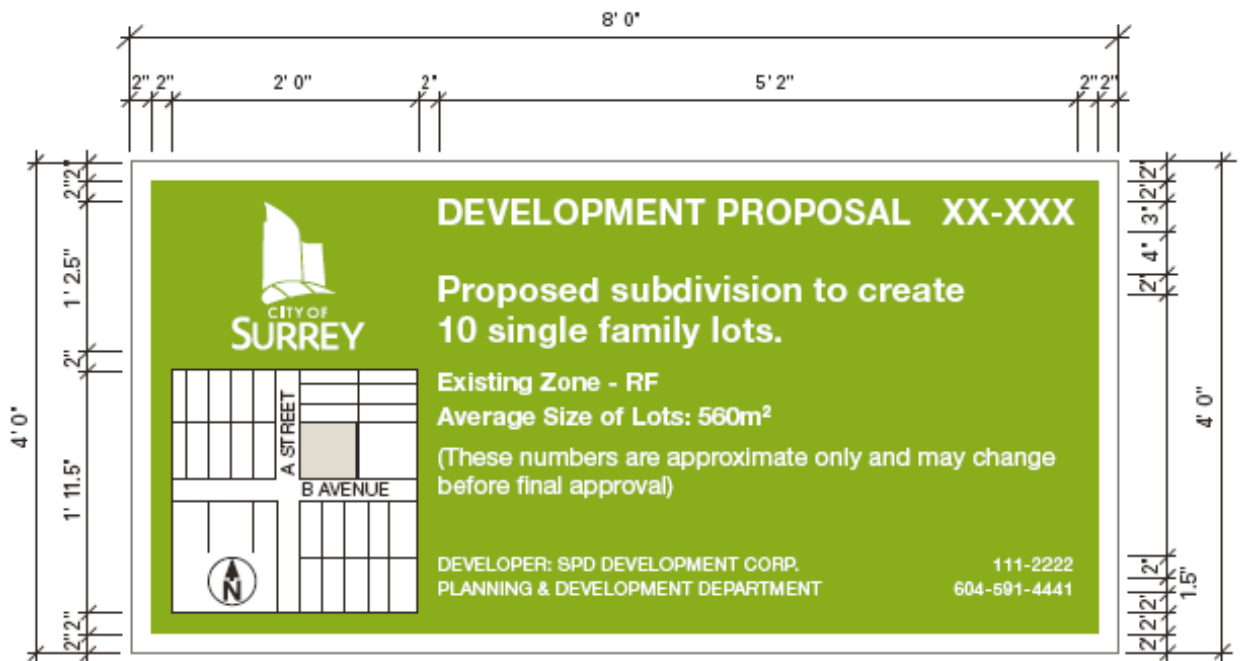 8' 0"
2" 2" 2' 0" 2" 5' 2" 2" 2"
4' 0"
2" 2"
1' 2.5"
2"
1' 11.5"
2" 2"
CITY OF
SURREY
A STREET
B AVENUE
N
DEVELOPMENT PROPOSAL XX-XXX
Proposed subdivision to create
10 single family lots.
Existing Zone - RF
Average Size of Lots: 560m²
(These numbers are approximate only and may change
before final approval)
DEVELOPER: SPD DEVELOPMENT CORP. 111-2222
PLANNING & DEVELOPMENT DEPARTMENT 604-591-4441
2"
2"
3"
4"
2"
4' 0"
2"
1.5"
2"
2"
2"